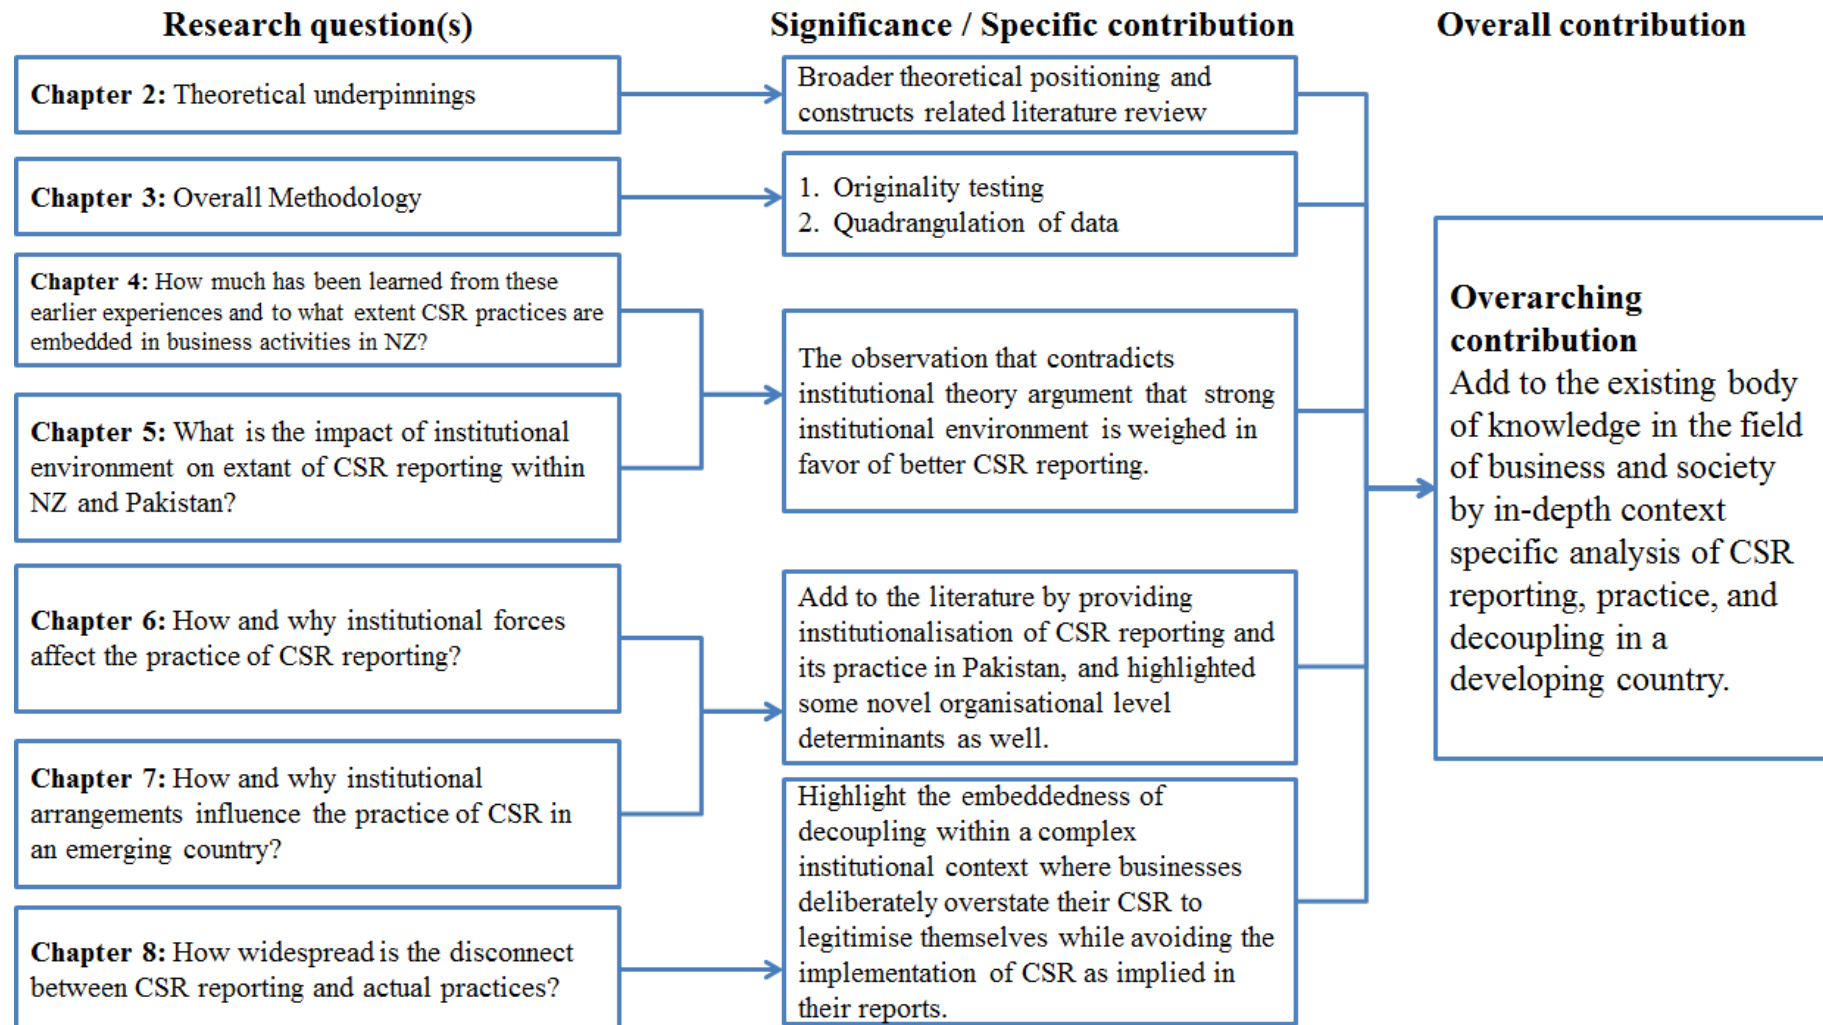 Research question(s)
Significance / Specific contribution
Overall contribution
Chapter 2: Theoretical underpinnings
Broader theoretical positioning and
constructs related literature review
Chapter 3: Overall Methodology
1. Originality testing
2. Quadrangulation of data
Chapter 4: How much has been learned from these
earlier experiences and to what extent CSR practices are
embedded in business activities in NZ?
Chapter 5: What is the impact of institutional
environment on extant of CSR reporting within
NZ and Pakistan?
The observation that contradicts
institutional theory argument that strong
institutional environment is weighed in
favor of better CSR reporting.
Chapter 6: How and why institutional forces
affect the practice of CSR reporting?
Chapter 7: How and why institutional
arrangements influence the practice of CSR in
an emerging country?
Add to the literature by providing
institutionalisation of CSR reporting and
its practice in Pakistan, and highlighted
some novel organisational level
determinants as well.
Chapter 8: How widespread is the disconnect
between CSR reporting and actual practices?
Highlight the embeddedness of
decoupling within a complex
institutional context where businesses
deliberately overstate their CSR to
legitimise themselves while avoiding the
implementation of CSR as implied in
their reports.
Overarching
contribution
Add to the existing body
of knowledge in the field
of business and society
by in-depth context
specific analysis of CSR
reporting, practice, and
decoupling in a
developing country.